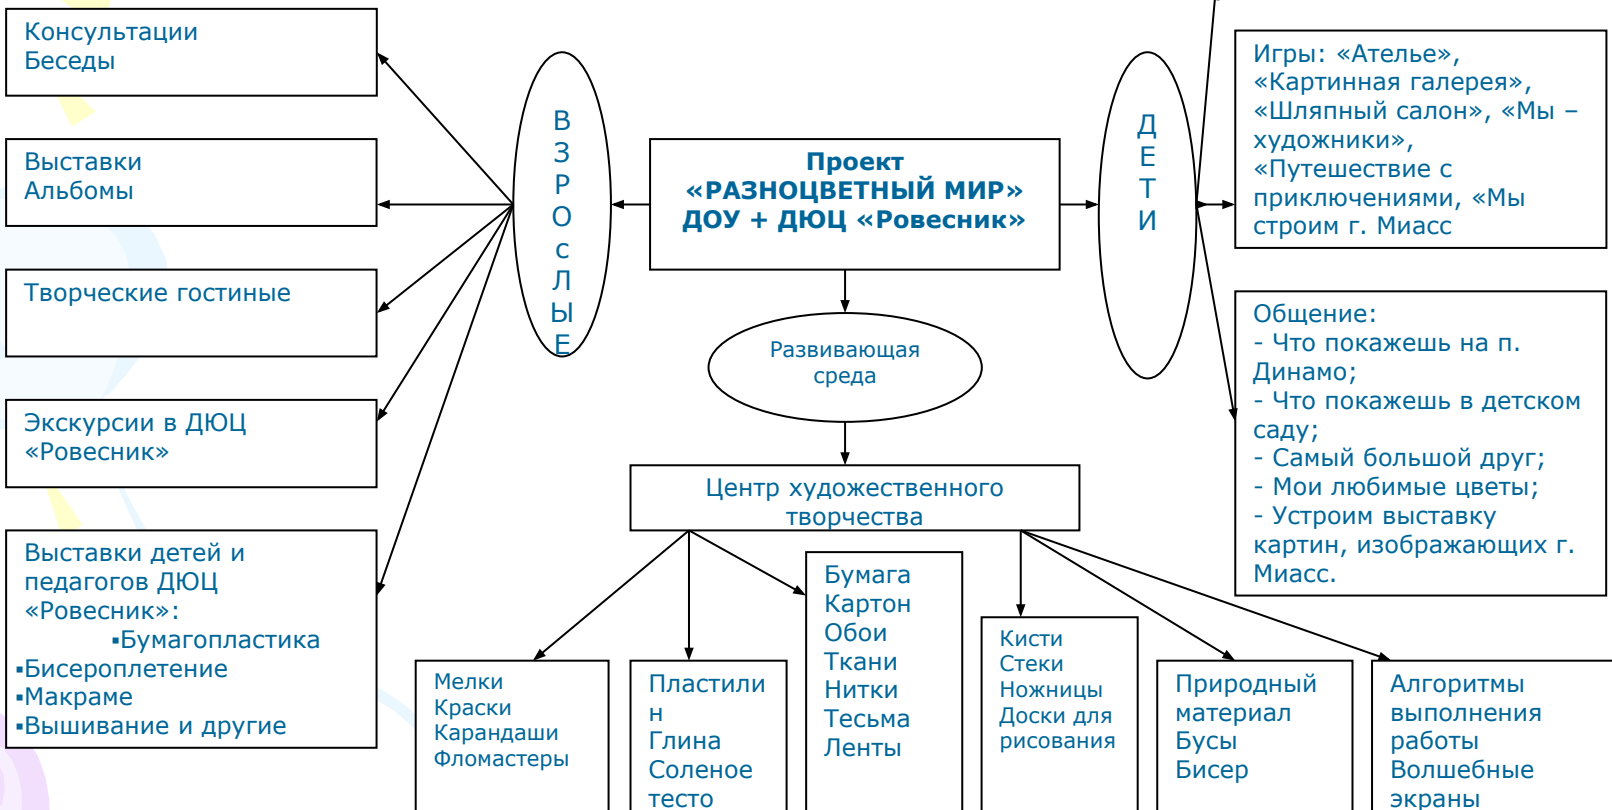 Консультации
Беседы
Выставки
Альбомы
Творческие гостиные
Экскурсии в ДЮЦ
«Ровесник»
Выставки детей и
педагогов ДЮЦ
«Ровесник»:
▪Бумагопластика
▪Бисероплетение
▪Макраме
▪Вышивание и другие
В
З
Р
О
с
Л
Ы
Е
Проект
«РАЗНОЦВЕТНЫЙ МИР»
ДОУ + ДЮЦ «Ровесник»
Развивающая
среда
Центр художественного
творчества
Мелки
Краски
Карандаши
Фломастеры
Пластили
н
Глина
Соленое
тесто
Бумага
Картон
Обои
Ткани
Нитки
Тесьма
Ленты
Кисти
Стеки
Ножницы
Доски для
рисования
Природный
материал
Бусы
Бисер
Алгоритмы
выполнения
работы
Волшебные
экраны
Д
Е
Т
И
Игры: «Ателье»,
«Картинная галерея»,
«Шляпный салон», «Мы –
художники»,
«Путешествие с
приключениями, «Мы
строим г. Миасс
Общение:
- Что покажешь на п.
Динамо;
- Что покажешь в детском
саду;
- Самый большой друг;
- Мои любимые цветы;
- Устроим выставку
картин, изображающих г.
Миасс.